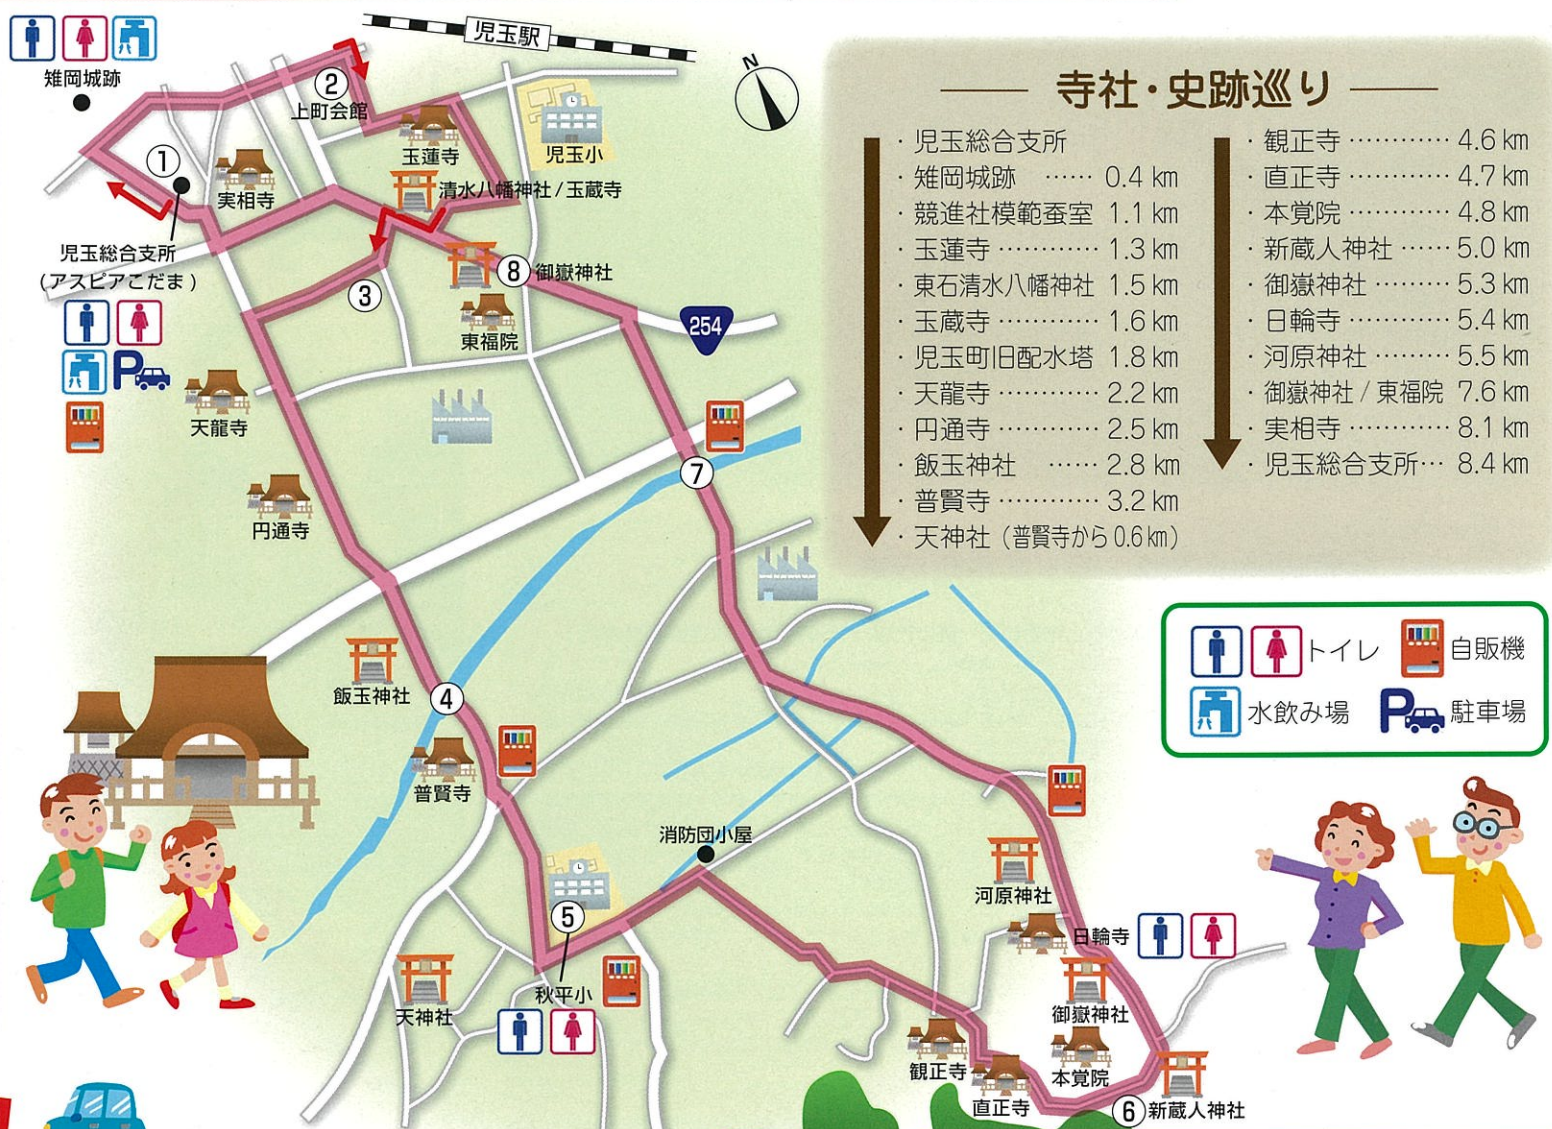 児玉駅
雉岡城跡
②
上町会館
N
玉蓮寺
児玉小
①
実相寺
清水八幡神社/玉蔵寺
児玉総合支所
(アスピアこだま)
③
⑧
御嶽神社
東福院
254
P
天龍寺
円通寺
⑦
飯玉神社
④
普賢寺
消防団小屋
⑤
秋平小
天神社
河原神社
日輪寺
御嶽神社
観正寺
本覚院
直正寺
⑥
新蔵人神社
寺社・史跡巡り
・児玉総合支所
・雉岡城跡 …… 0.4 km
・競進社模範蚕室 1.1 km
・玉蓮寺 ………… 1.3 km
・東石清水八幡神社 1.5 km
・玉蔵寺 ………… 1.6 km
・児玉町旧配水塔 1.8 km
・天龍寺 ………… 2.2 km
・円通寺 ………… 2.5 km
・飯玉神社 …… 2.8 km
・普賢寺 ………… 3.2 km
・天神社(普賢寺から0.6km)
・観正寺 ………… 4.6 km
・直正寺 ………… 4.7 km
・本覚院 ………… 4.8 km
・新蔵人神社 …… 5.0 km
・御嶽神社 ……… 5.3 km
・日輪寺 ………… 5.4 km
・河原神社 ……… 5.5 km
・御嶽神社 / 東福院 7.6 km
・実相寺 ………… 8.1 km
・児玉総合支所… 8.4 km
トイレ
自販機
水飲み場
P
駐車場